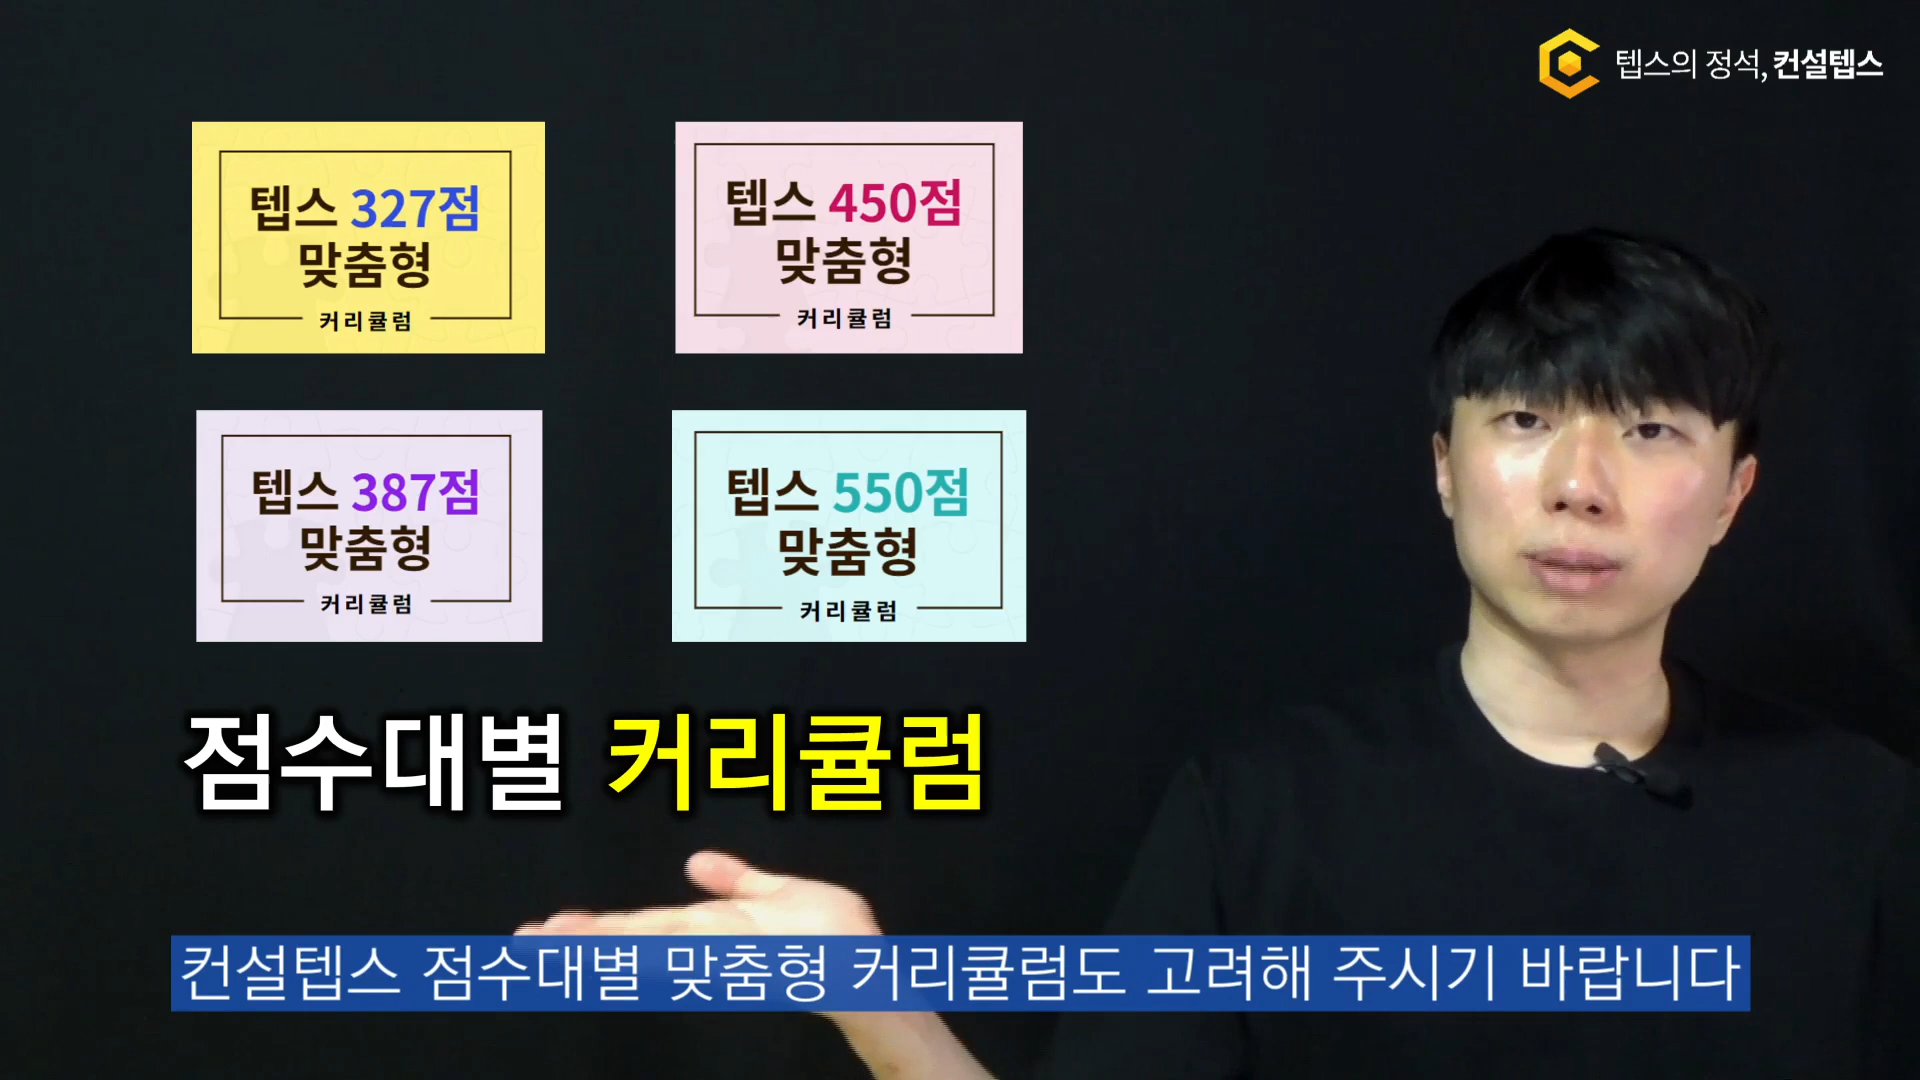 텝스의 정석, 컨설텝스
텝스 327점
맞춤형
커리큘럼
텝스 450점
맞춤형
커리큘럼
텝스 387점
맞춤형
커리큘럼
텝스 550점
맞춤형
커리큘럼
점수대별 커리큘럼
컨설텝스 점수대별 맞춤형 커리큘럼도 고려해 주시기 바랍니다